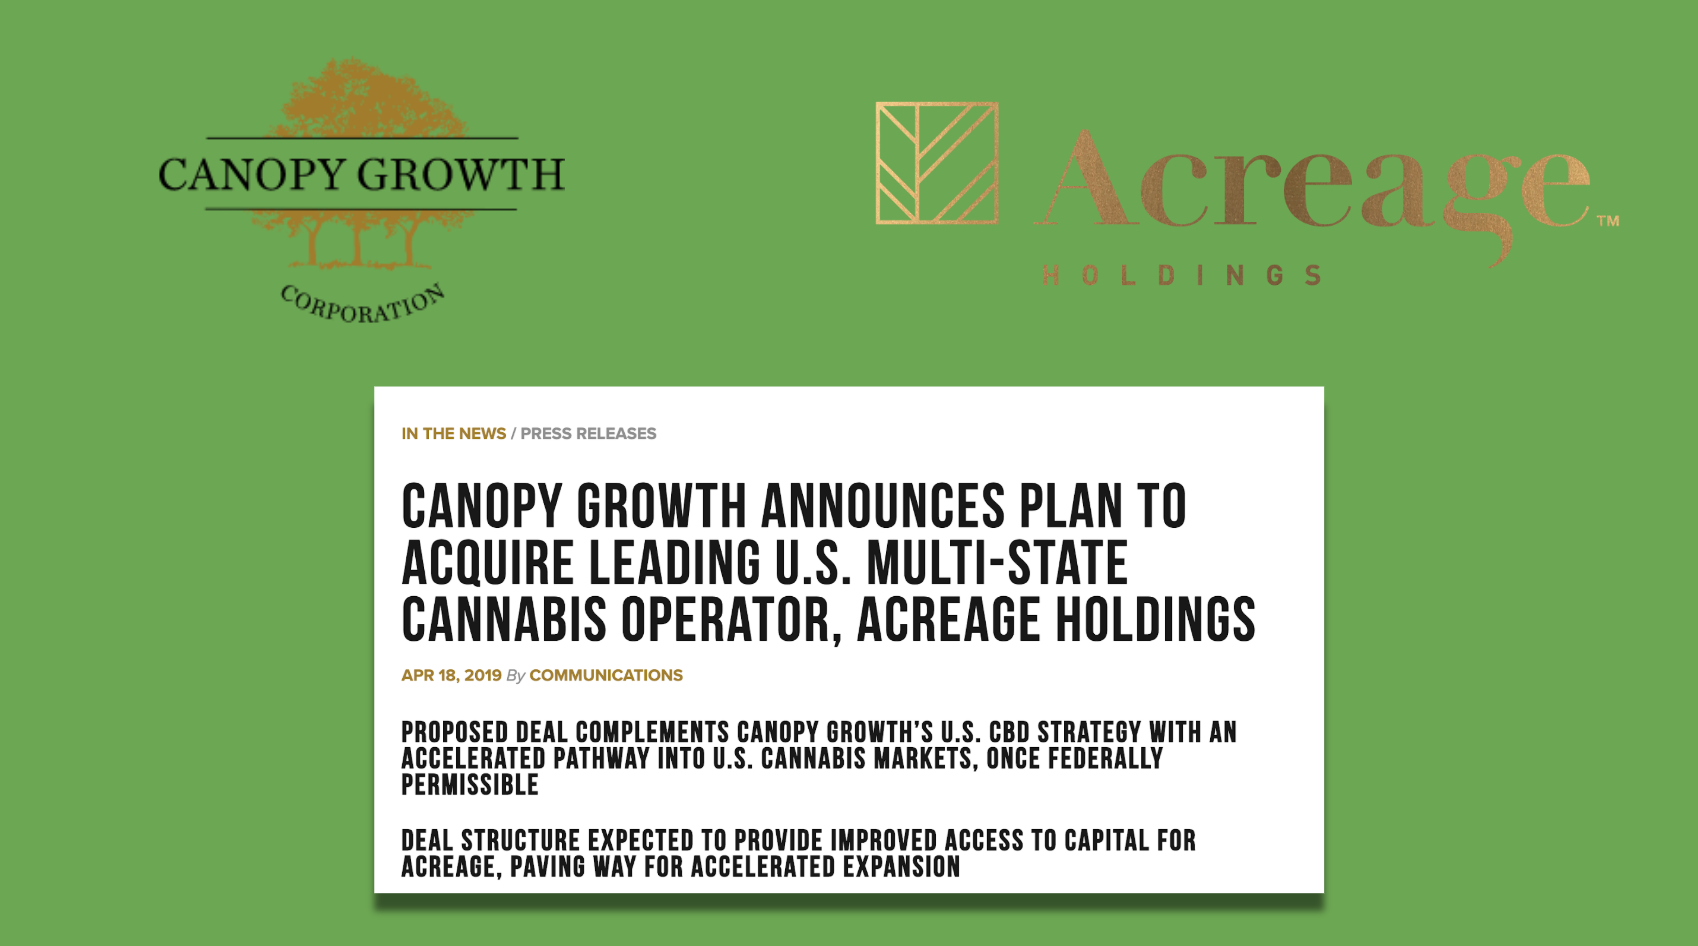 CANOPY GROWTH
CORPORATION
Acreage™
HOLDINGS
IN THE NEWS / PRESS RELEASES
CANOPY GROWTH ANNOUNCES PLAN TO
ACQUIRE LEADING U.S. MULTI-STATE
CANNABIS OPERATOR, ACREAGE HOLDINGS
APR 18, 2019 By COMMUNICATIONS
PROPOSED DEAL COMPLEMENTS CANOPY GROWTH’S U.S. CBD STRATEGY WITH AN
ACCELERATED PATHWAY INTO U.S. CANNABIS MARKETS, ONCE FEDERALLY
PERMISSIBLE
DEAL STRUCTURE EXPECTED TO PROVIDE IMPROVED ACCESS TO CAPITAL FOR
ACREAGE, PAVING WAY FOR ACCELERATED EXPANSION